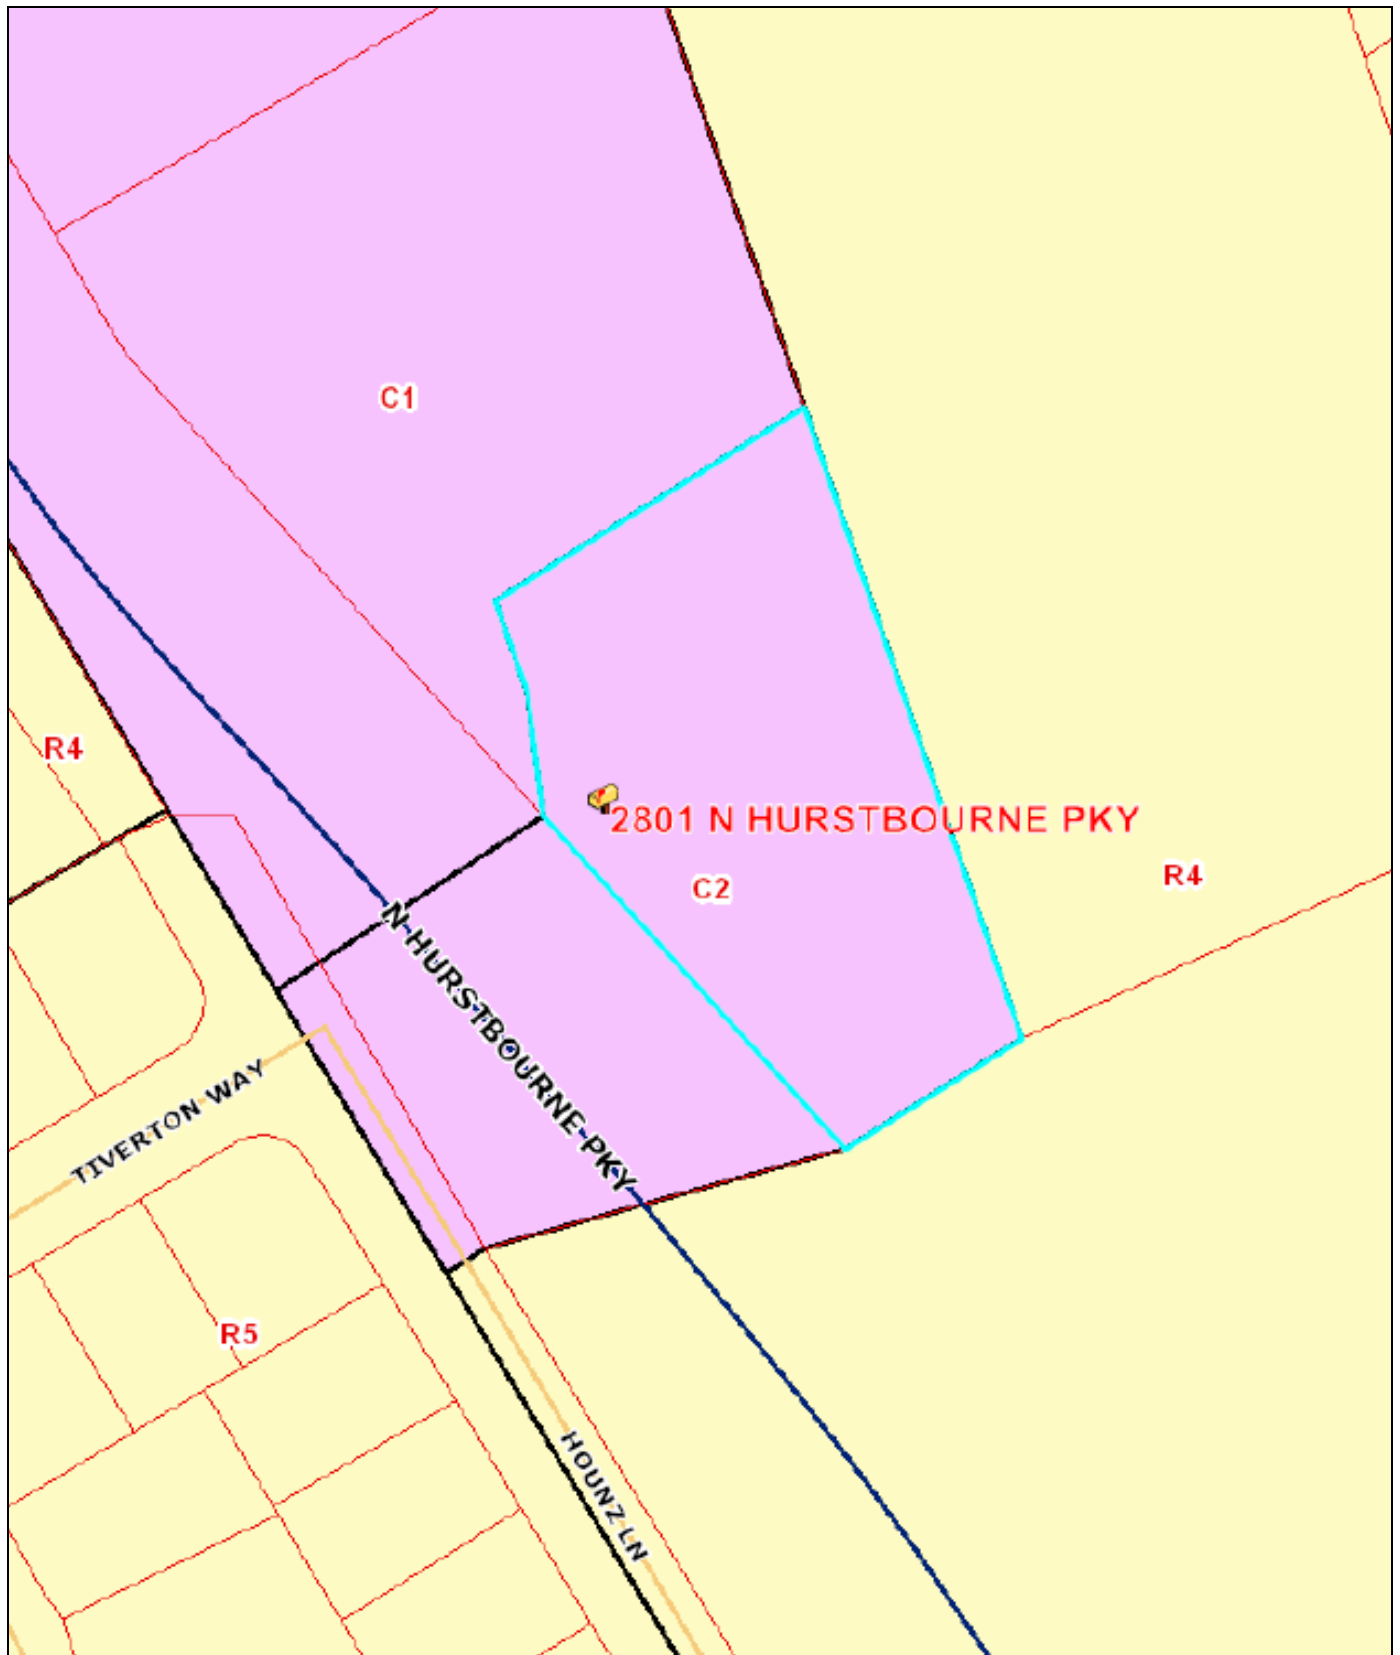 C1
R4
2801 N HURSTBOURNE PKY
R4
C2
N HURSTBOURNE PKY
TIVERTON WAY
R5
HOUNZ LN